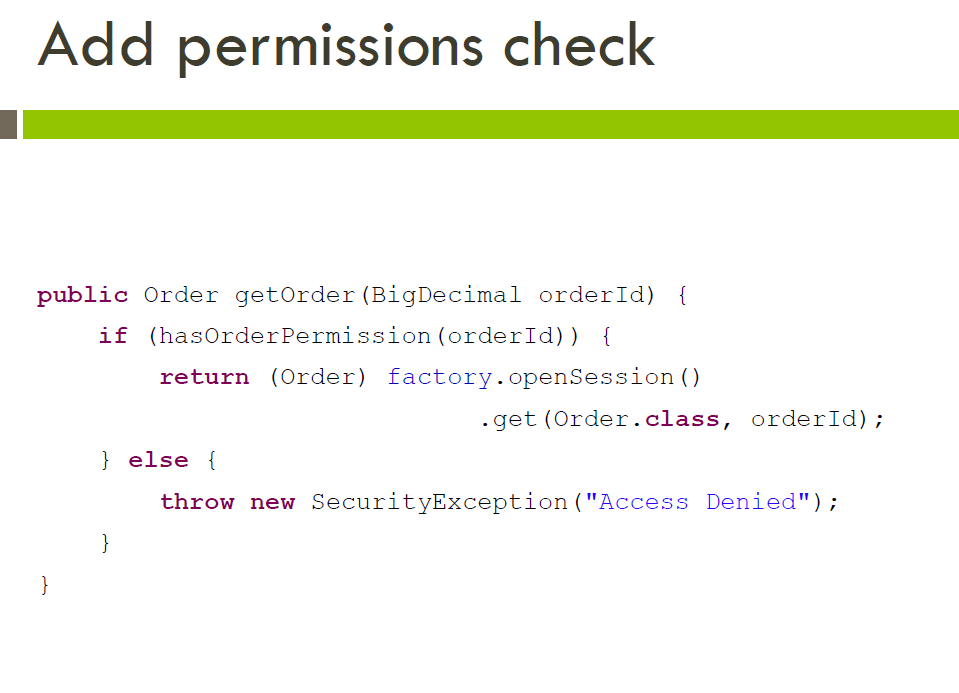 Add permissions check
public Order getOrder(BigDecimal orderId) {
    if (hasOrderPermission(orderId)) {
        return (Order) factory.openSession()
                             .get(Order.class, orderId);
    } else {
        throw new SecurityException("Access Denied");
    }
}